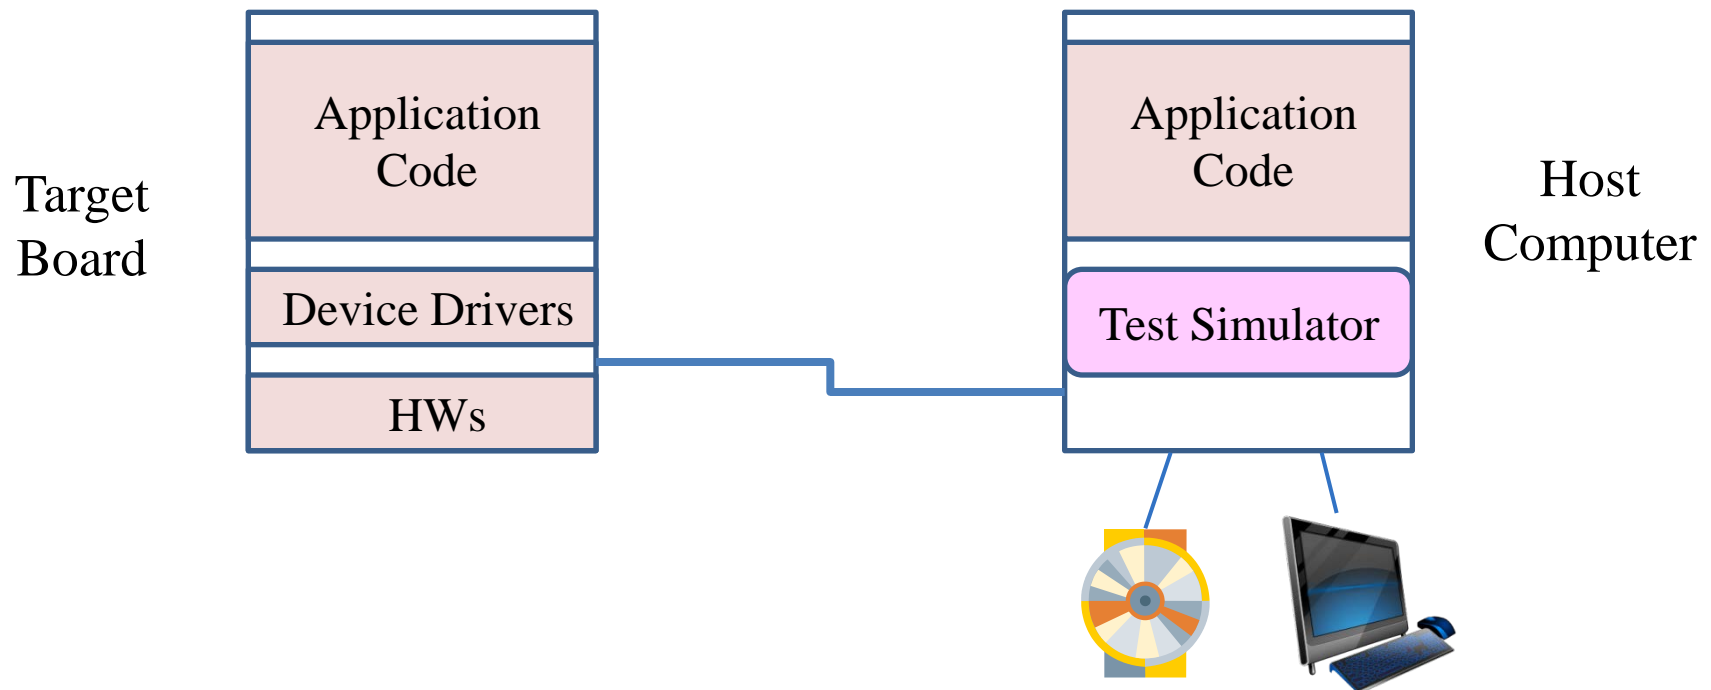 Target
Board
Application
Code
Device Drivers
HWs
Application
Code
Test Simulator
Host
Computer